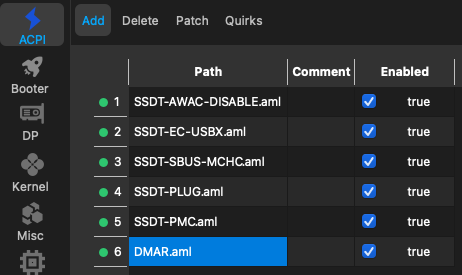 ACPI
Booter
DP
Kernel
Misc
Add Delete Patch Quirks
Path Comment Enabled
1 SSDT-AWAC-DISABLE.aml true
2 SSDT-EC-USBX.aml true
3 SSDT-SBUS-MCHC.aml true
4 SSDT-PLUG.aml true
5 SSDT-PMC.aml true
6 DMAR.aml true